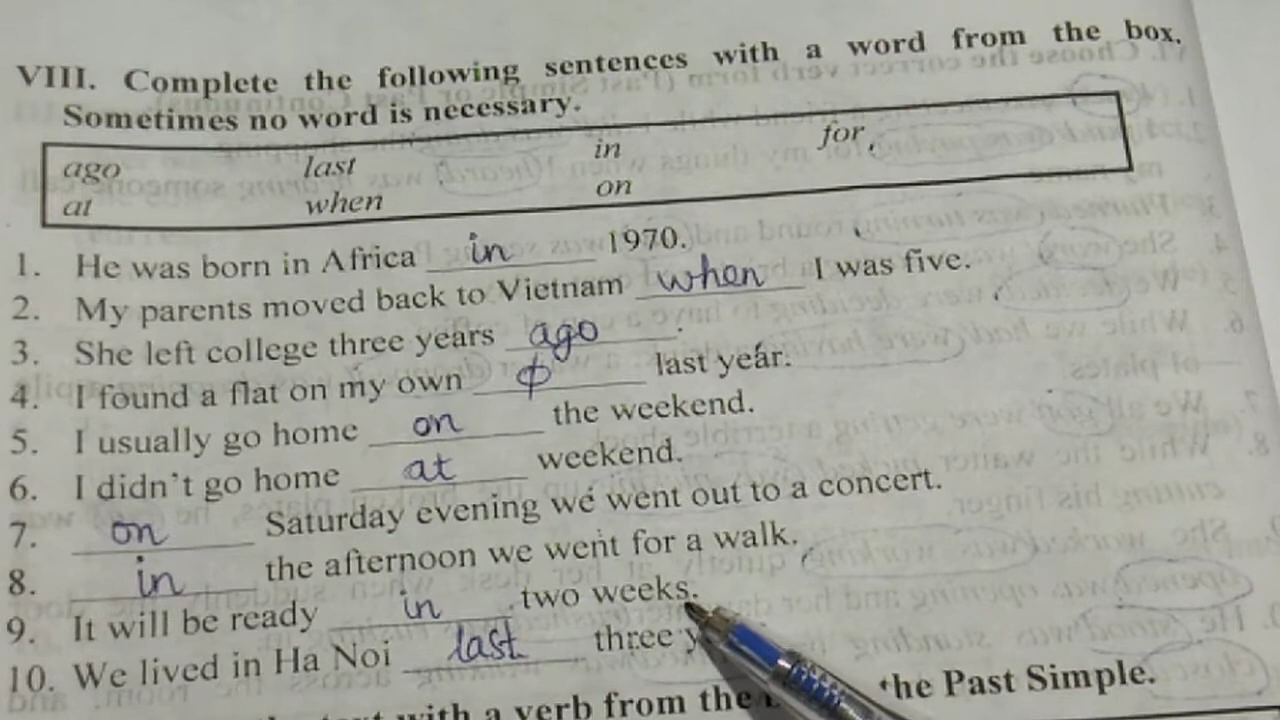 VIII. Complete the following sentences with a word from the box.
Sometimes no word is necessary.
ago last in for
at when on
1. He was born in Africa in 1970.
2. My parents moved back to Vietnam when I was five.
3. She left college three years ago.
4. I found a flat on my own ϕ last year.
5. I usually go home on the weekend.
6. I didn't go home at weekend.
7. on Saturday evening we went out to a concert.
8. in the afternoon we went for a walk.
9. It will be ready in two weeks.
10. We lived in Ha Noi last three
with a verb from the the Past Simple.